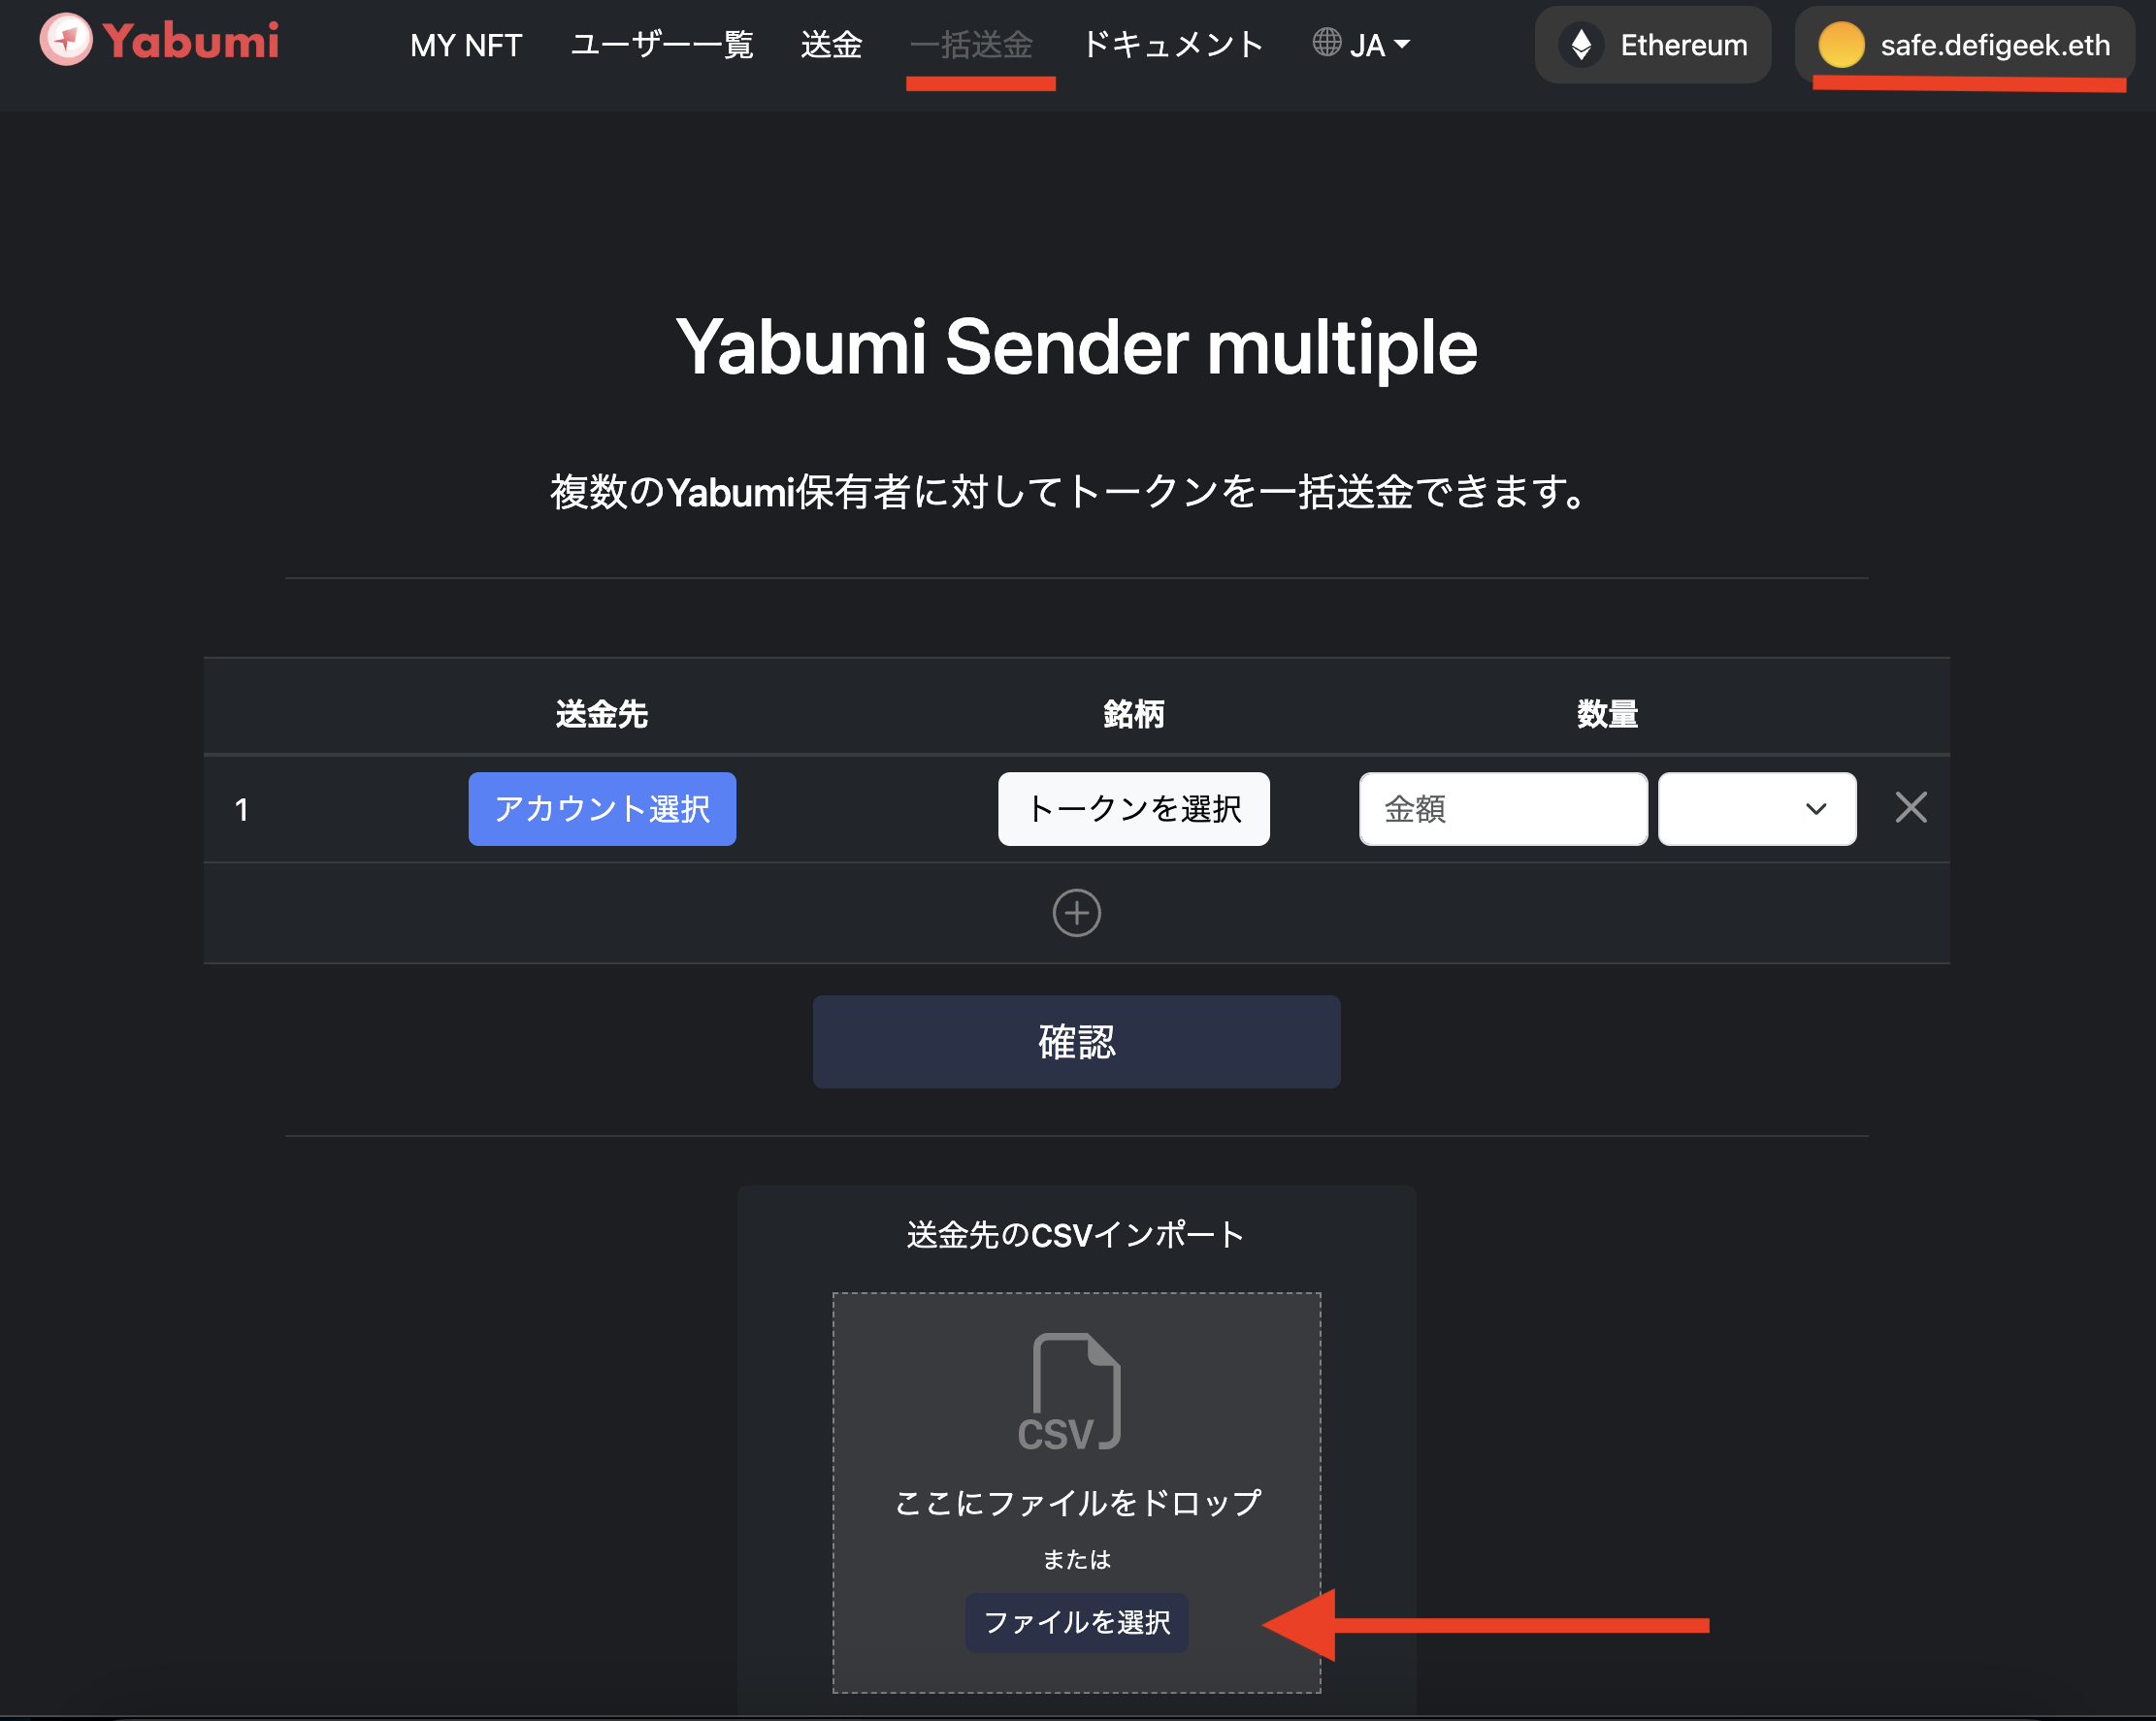 Yabumi
MY NFT ユーザー一覧 送金 一括送金 ドキュメント JA Ethereum safe.defigeek.eth
Yabumi Sender multiple
複数のYabumi保有者に対してトークンを一括送金できます。
送金先 銘柄 数量
1 アカウント選択 トークンを選択 金額
確認
送金先のCSVインポート
CSV
ここにファイルをドロップ
または
ファイルを選択